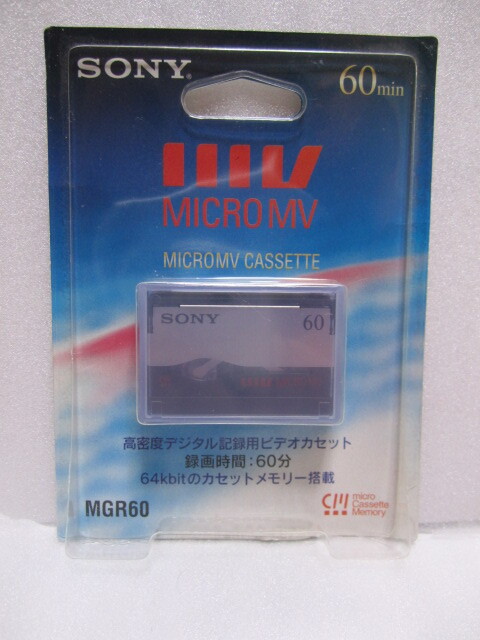 SONY
60min
MICROMV
MICROMV CASSETTE
SONY 60
高密度デジタル記録用ビデオカセット
録画時間:60分
64kbitのカセットメモリー搭載
MGR60
CM micro
Cassette
Memory